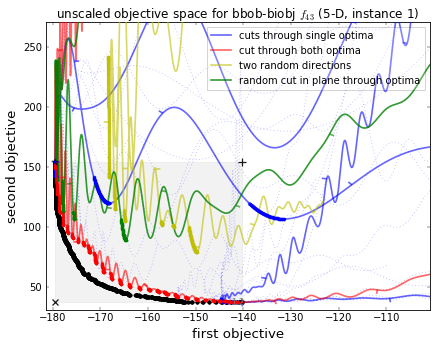 unscaled objective space for bbob-biobj f43 (5-D, instance 1)
cuts through single optima
cut through both optima
two random directions
random cut in plane through optima
second objective
250
200
150
100
50
−180 −170 −160 −150 −140 −130 −120 −110
first objective